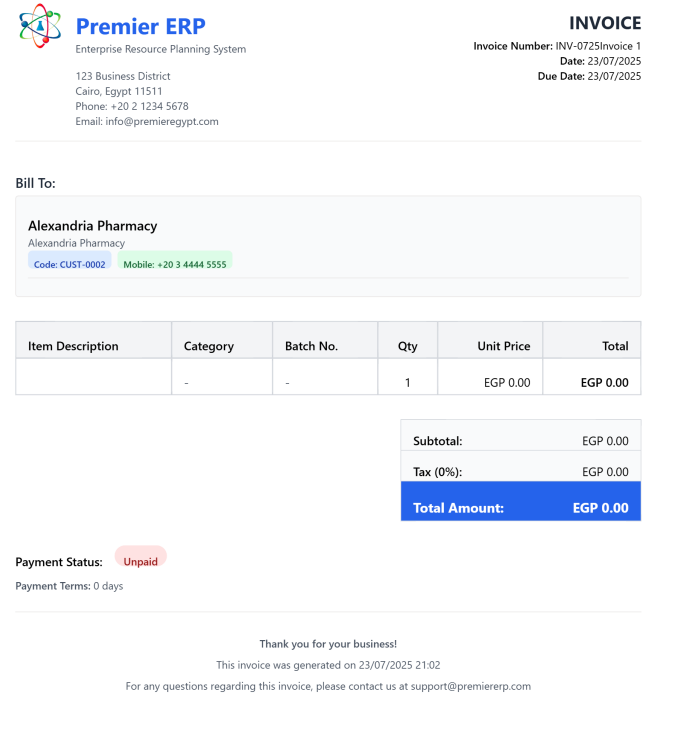 Premier ERP
Enterprise Resource Planning System
123 Business District
Cairo, Egypt 11511
Phone: +20 2 1234 5678
Email: info@premieregypt.com
INVOICE
Invoice Number: INV-0725Invoice 1
Date: 23/07/2025
Due Date: 23/07/2025
Bill To:
Alexandria Pharmacy
Alexandria Pharmacy
Code: CUST-0002 Mobile: +20 3 4444 5555
Item Description Category Batch No. Qty Unit Price Total
- - 1 EGP 0.00 EGP 0.00
Subtotal: EGP 0.00
Tax (0%): EGP 0.00
Total Amount: EGP 0.00
Payment Status: Unpaid
Payment Terms: 0 days
Thank you for your business!
This invoice was generated on 23/07/2025 21:02
For any questions regarding this invoice, please contact us at support@premiererp.com